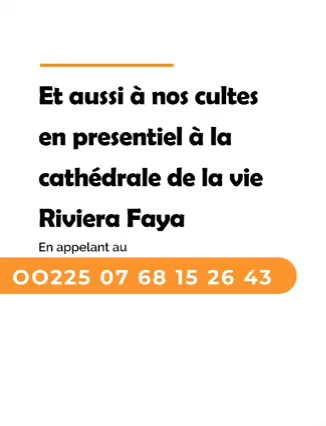 Et aussi à nos cultes
en presentiel à la
cathédrale de la vie
Riviera Faya
En appelant au
OO225 07 68 15 26 43